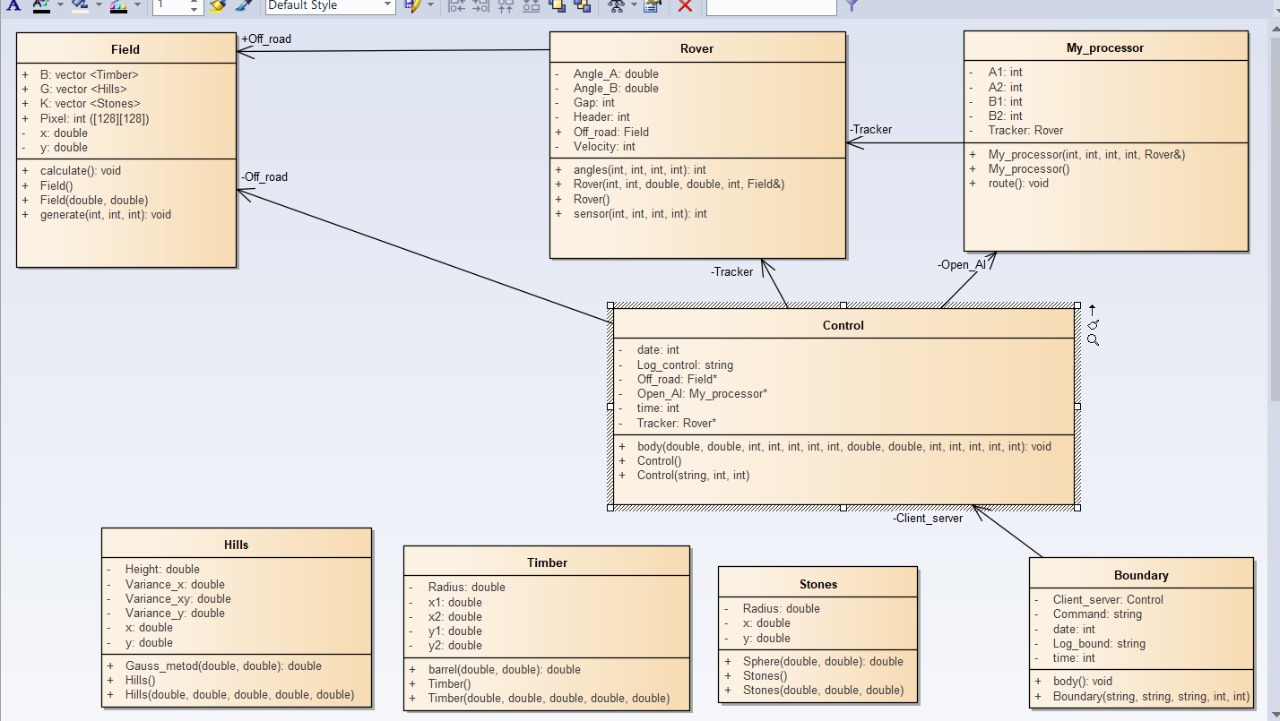 A
1
Default Style
Field
+ B: vector <Timber>
+ G: vector <Hills>
+ K: vector <Stones>
+ Pixel: int ([128][128])
- x: double
- y: double
+ calculate(): void
+ Field()
+ Field(double, double)
+ generate(int, int, int): void
+Off_road
-Off_road
Rover
- Angle_A: double
- Angle_B: double
- Gap: int
- Header: int
+ Off_road: Field
- Velocity: int
+ angles(int, int, int, int): int
+ Rover(int, int, double, double, int, Field&)
+ Rover()
+ sensor(int, int, int, int): int
-Tracker
My_processor
- A1: int
- A2: int
- B1: int
- B2: int
- Tracker: Rover
+ My_processor(int, int, int, int, Rover&)
+ My_processor()
+ route(): void
-Tracker
-Open_AI
Control
- date: int
- Log_control: string
- Off_road: Field*
- Open_AI: My_processor*
- time: int
- Tracker: Rover*
+ body(double, double, int, int, int, int, int, double, double, int, int, int, int, int): void
+ Control()
+ Control(string, int, int)
-Client_server
Hills
- Height: double
- Variance_x: double
- Variance_xy: double
- Variance_y: double
- x: double
- y: double
+ Gauss_metod(double, double): double
+ Hills()
+ Hills(double, double, double, double, double)
Timber
- Radius: double
- x1: double
- x2: double
- y1: double
- y2: double
+ barrel(double, double): double
+ Timber()
+ Timber(double, double, double, double, double)
Stones
- Radius: double
- x: double
- y: double
+ Sphere(double, double): double
+ Stones()
+ Stones(double, double, double)
Boundary
- Client_server: Control
- Command: string
- date: int
- Log_bound: string
- time: int
+ body(): void
+ Boundary(string, string, string, int, int)